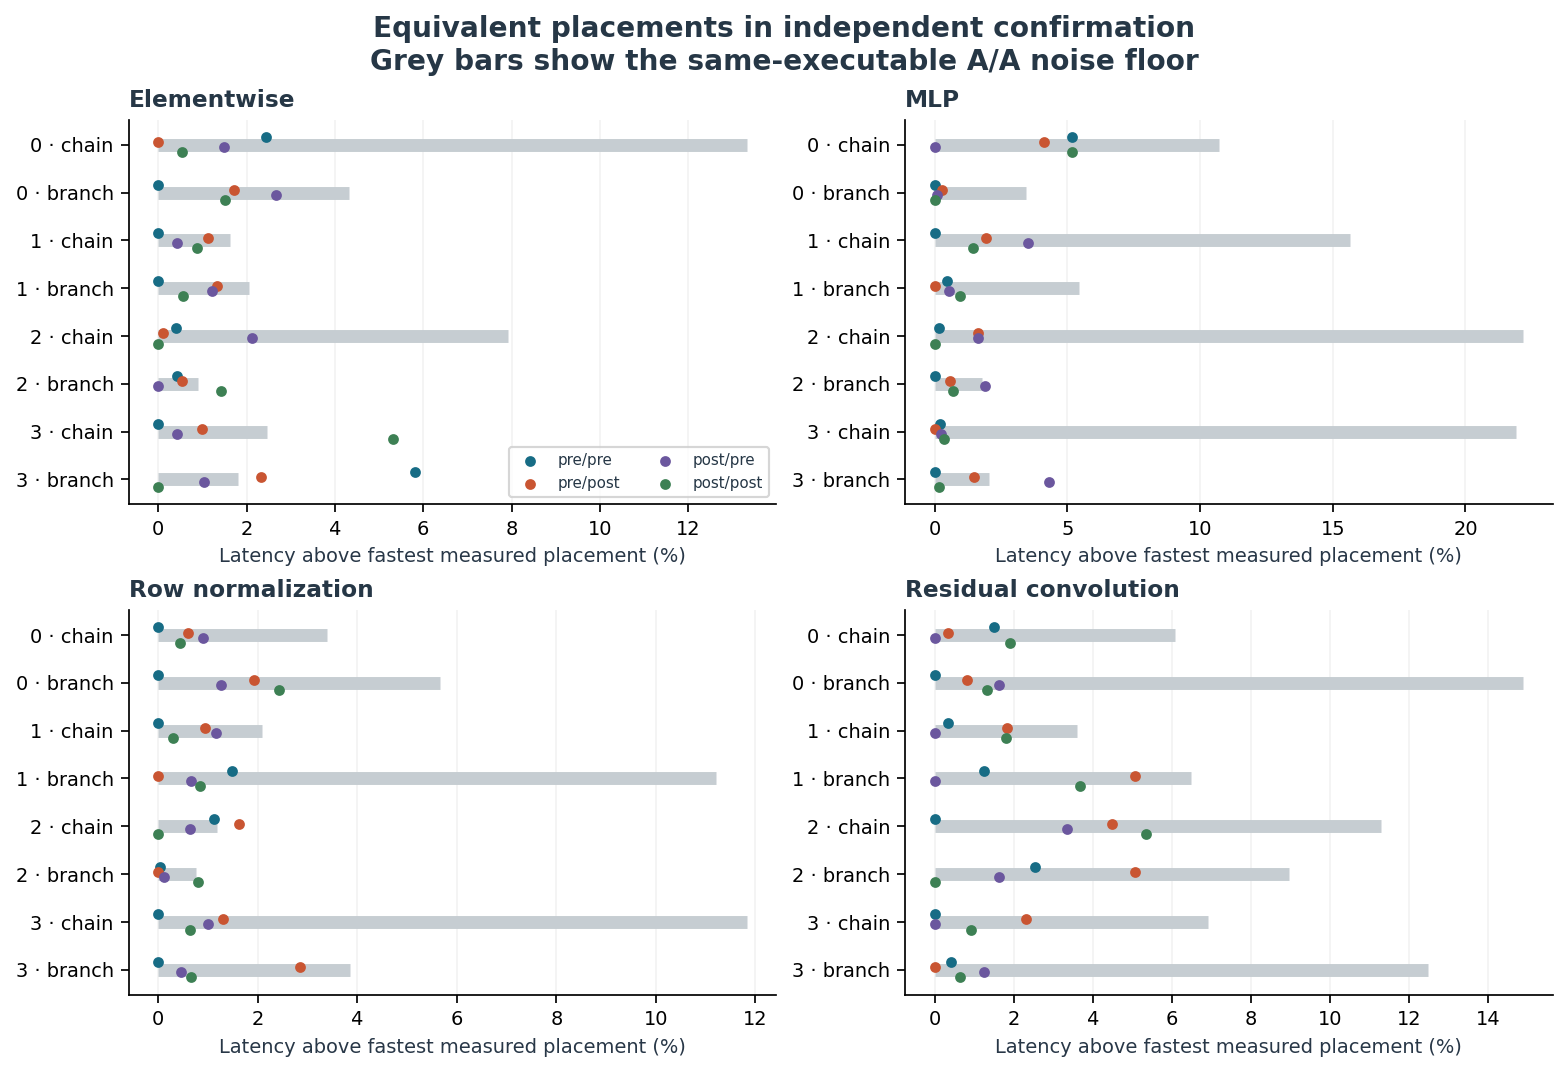 Equivalent placements in independent confirmation
Grey bars show the same-executable A/A noise floor
Elementwise
0 · chain
0 · branch
1 · chain
1 · branch
2 · chain
2 · branch
3 · chain
3 · branch
pre/pre
pre/post
post/pre
post/post
0 2 4 6 8 10 12
Latency above fastest measured placement (%)
MLP
0 · chain
0 · branch
1 · chain
1 · branch
2 · chain
2 · branch
3 · chain
3 · branch
0 5 10 15 20
Latency above fastest measured placement (%)
Row normalization
0 · chain
0 · branch
1 · chain
1 · branch
2 · chain
2 · branch
3 · chain
3 · branch
0 2 4 6 8 10 12
Latency above fastest measured placement (%)
Residual convolution
0 · chain
0 · branch
1 · chain
1 · branch
2 · chain
2 · branch
3 · chain
3 · branch
0 2 4 6 8 10 12 14
Latency above fastest measured placement (%)